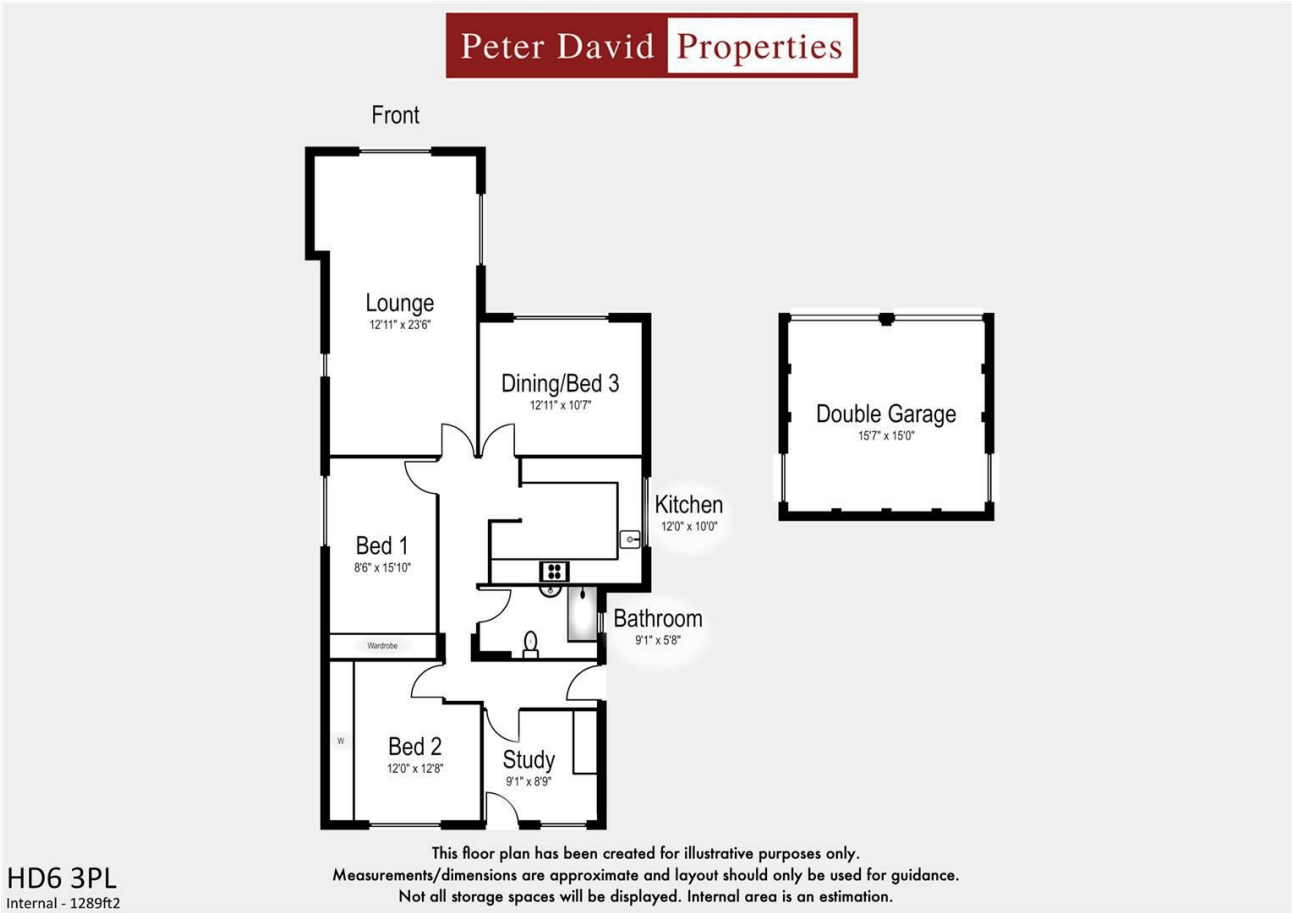 Peter David Properties
Front
Lounge
12'11" x 23'6"
Dining/Bed 3
12'11" x 10'7"
Double Garage
15'7" x 15'0"
Kitchen
12'0" x 10'0"
Bed 1
8'6" x 15'10"
Bathroom
9'1" x 5'8"
Wardrobe
W
Bed 2
12'0" x 12'8"
Study
9'1" x 8'9"
This floor plan has been created for illustrative purposes only.
Measurements/dimensions are approximate and layout should only be used for guidance.
Not all storage spaces will be displayed. Internal area is an estimation.
HD6 3PL
Internal - 1289ft2